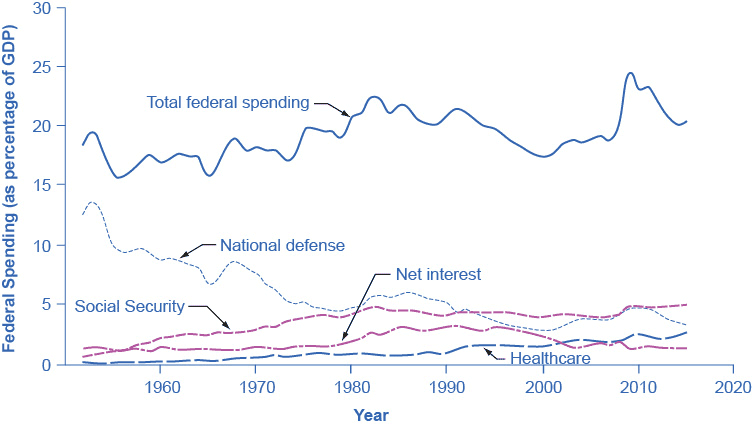 Federal Spending (as percentage of GDP)
30
25
20
15
10
5
0
Total federal spending
National defense
Net interest
Social Security
Healthcare
1960
1970
1980
1990
2000
2010
2020
Year